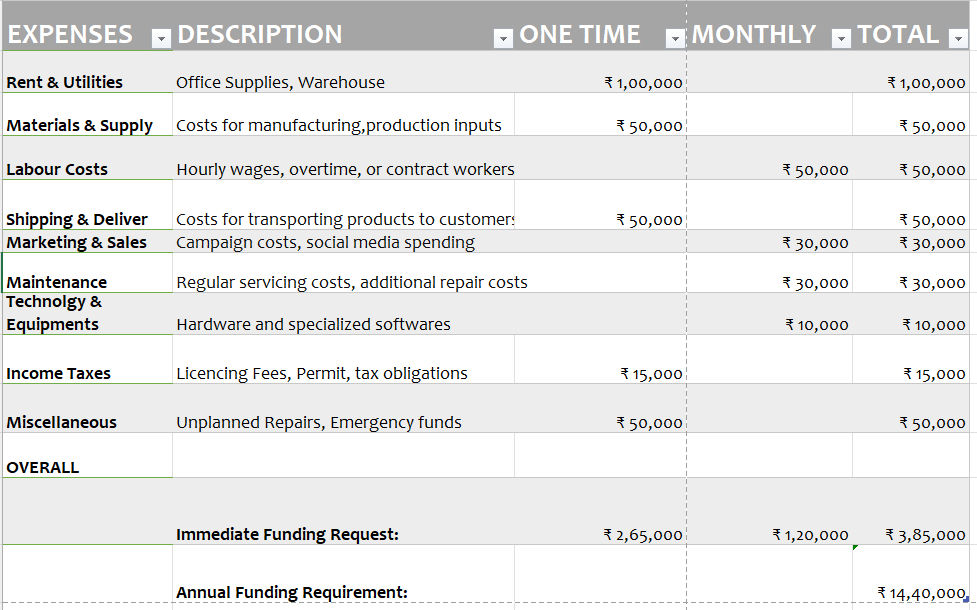 EXPENSES DESCRIPTION ONE TIME MONTHLY TOTAL
Rent & Utilities Office Supplies, Warehouse ₹ 1,00,000 ₹ 1,00,000
Materials & Supply Costs for manufacturing,production inputs ₹ 50,000 ₹ 50,000
Labour Costs Hourly wages, overtime, or contract workers ₹ 50,000 ₹ 50,000
Shipping & Deliver Costs for transporting products to customers ₹ 50,000 ₹ 50,000
Marketing & Sales Campaign costs, social media spending ₹ 30,000 ₹ 30,000
Maintenance Regular servicing costs, additional repair costs ₹ 30,000 ₹ 30,000
Technolgy &
Equipments Hardware and specialized softwares ₹ 10,000 ₹ 10,000
Income Taxes Licencing Fees, Permit, tax obligations ₹ 15,000 ₹ 15,000
Miscellaneous Unplanned Repairs, Emergency funds ₹ 50,000 ₹ 50,000
OVERALL
Immediate Funding Request: ₹ 2,65,000 ₹ 1,20,000 ₹ 3,85,000
Annual Funding Requirement: ₹ 14,40,000